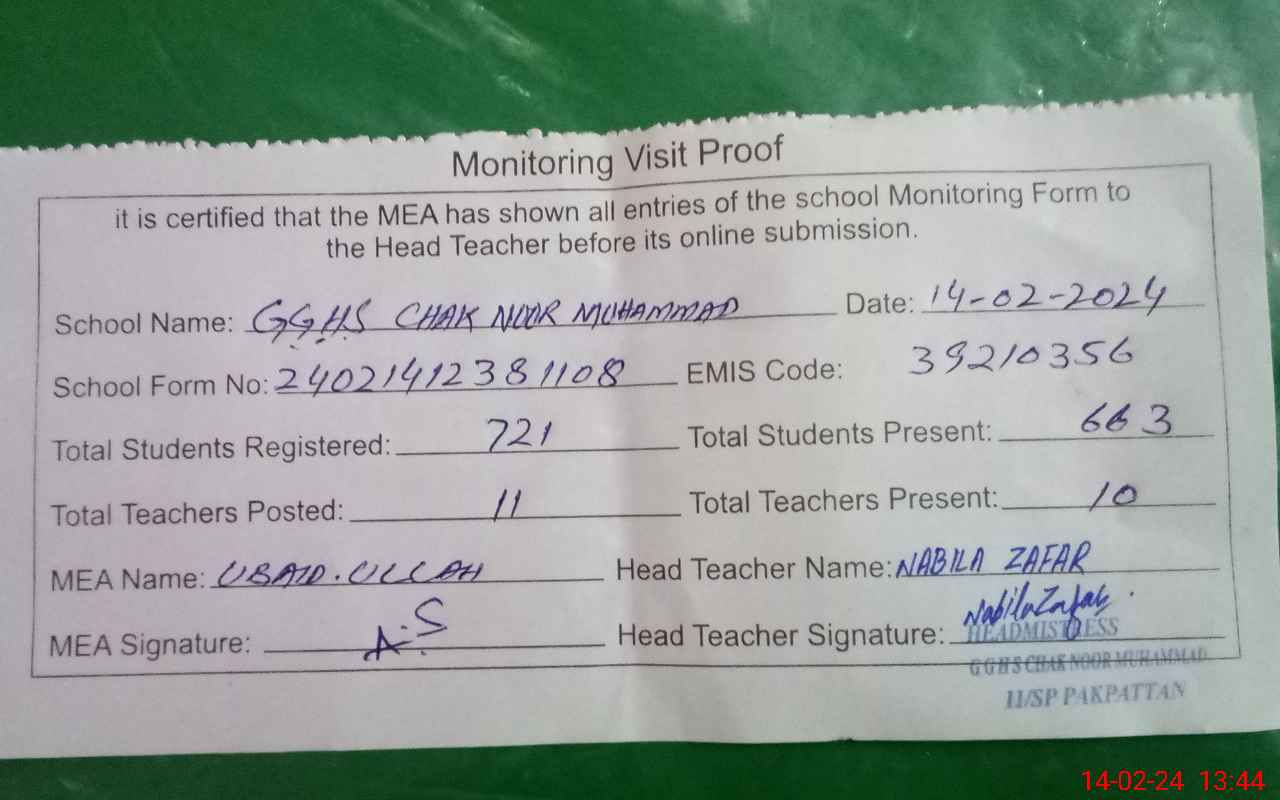 Monitoring Visit Proof
it is certified that the MEA has shown all entries of the school Monitoring Form to
the Head Teacher before its online submission.
School Name: GGHS CHAK NOOR MUHAMMAD Date: 14-02-2024
School Form No: 24021412381108 EMIS Code: 39210356
Total Students Registered: 721 Total Students Present: 663
Total Teachers Posted: 11 Total Teachers Present: 10
MEA Name: UBAID.ULLAH Head Teacher Name: NABILA ZAFAR
MEA Signature: A.S Head Teacher Signature: Nabila Zafar
HEADMISTRESS
GGHS CHAK NOOR MUHAMMAD
11/SP PAKPATTAN
14-02-24 13:44